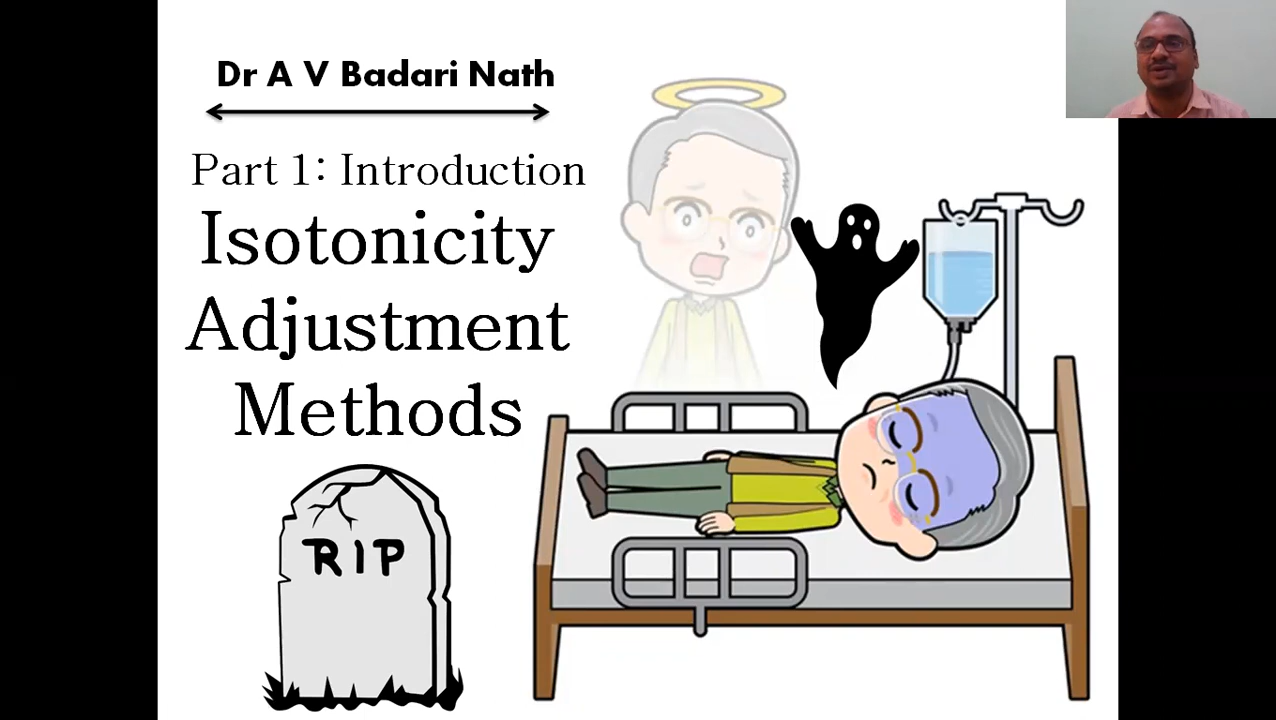 Dr A V Badari Nath
Part 1: Introduction
Isotonicity
Adjustment
Methods
RIP